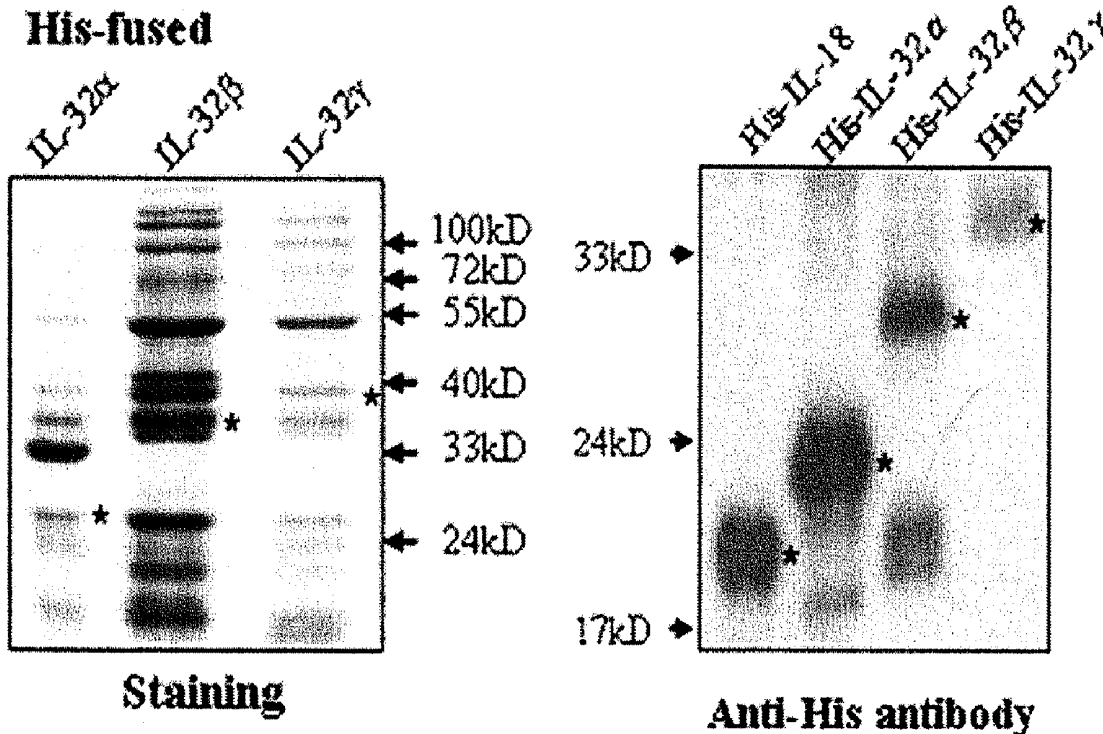 His-fused
IL-32α
IL-32β
IL-32γ
100kD
72kD
55kD
40kD
33kD
24kD
*
*
*
Staining
His-IL-18
His-IL-32α
His-IL-32β
His-IL-32γ
33kD
24kD
17kD
*
*
*
*
Anti-His antibody